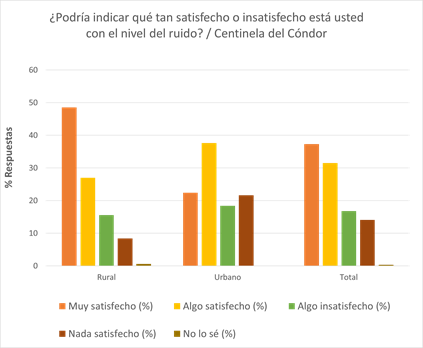 ¿Podría indicar qué tan satisfecho o insatisfecho está usted
con el nivel del ruido? / Centinela del Cóndor
60
50
40
30
20
10
0
% Respuestas
Rural
Urbano
Total
Muy satisfecho (%)
Algo satisfecho (%)
Algo insatisfecho (%)
Nada satisfecho (%)
No lo sé (%)